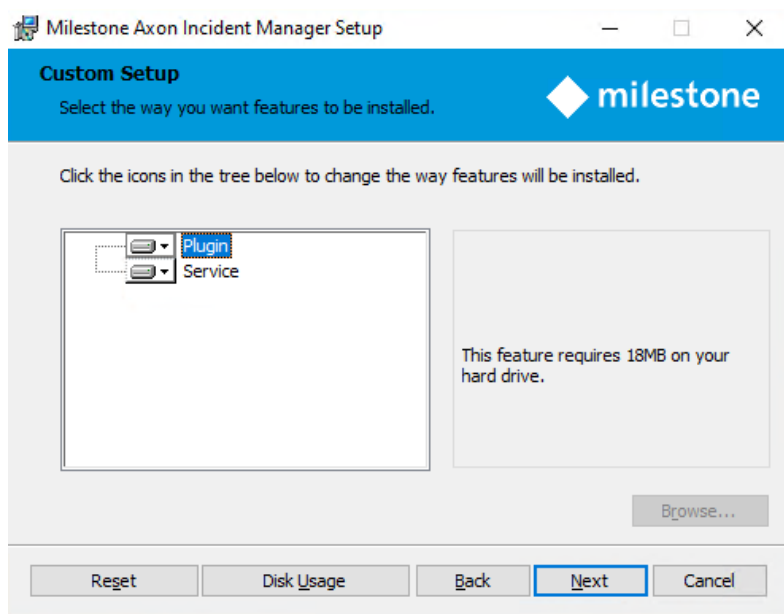 Milestone Axon Incident Manager Setup
Custom Setup
Select the way you want features to be installed.
milestone
Click the icons in the tree below to change the way features will be installed.
Plugin
Service
This feature requires 18MB on your
hard drive.
Browse...
Reset Disk Usage Back Next Cancel